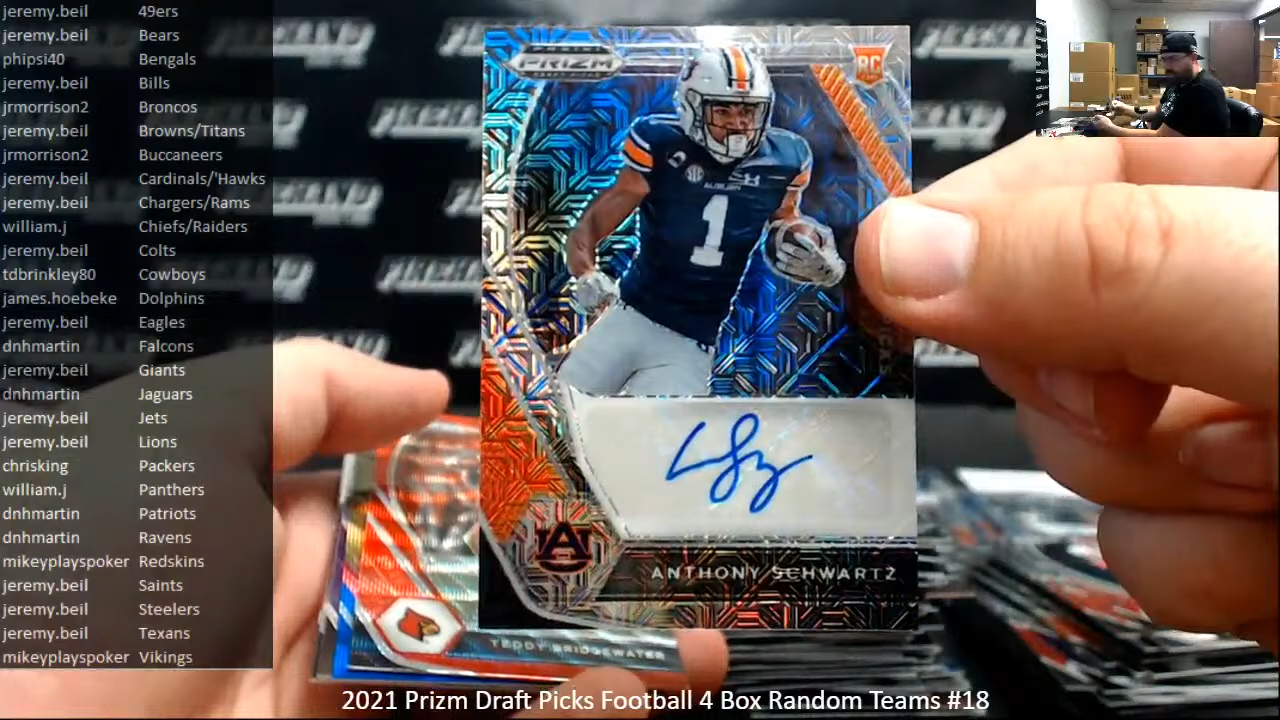 jeremy.beil 49ers
jeremy.beil Bears
phipsi40 Bengals
jeremy.beil Bills
jrmorrison2 Broncos
jeremy.beil Browns/Titans
jrmorrison2 Buccaneers
jeremy.beil Cardinals/'Hawks
jeremy.beil Chargers/Rams
william.j Chiefs/Raiders
jeremy.beil Colts
tdbrinkley80 Cowboys
james.hoebeke Dolphins
jeremy.beil Eagles
dnhmartin Falcons
jeremy.beil Giants
dnhmartin Jaguars
jeremy.beil Jets
jeremy.beil Lions
chrisking Packers
william.j Panthers
dnhmartin Patriots
dnhmartin Ravens
mikeyplayspoker Redskins
jeremy.beil Saints
jeremy.beil Steelers
jeremy.beil Texans
mikeyplayspoker Vikings
PANINI
PRIZM
DRAFT PICKS
RC
SEC
AUBURN
1
AU
ANTHONY SCHWARTZ
TEDDY BRIDGEWATER
2021 Prizm Draft Picks Football 4 Box Random Teams #18